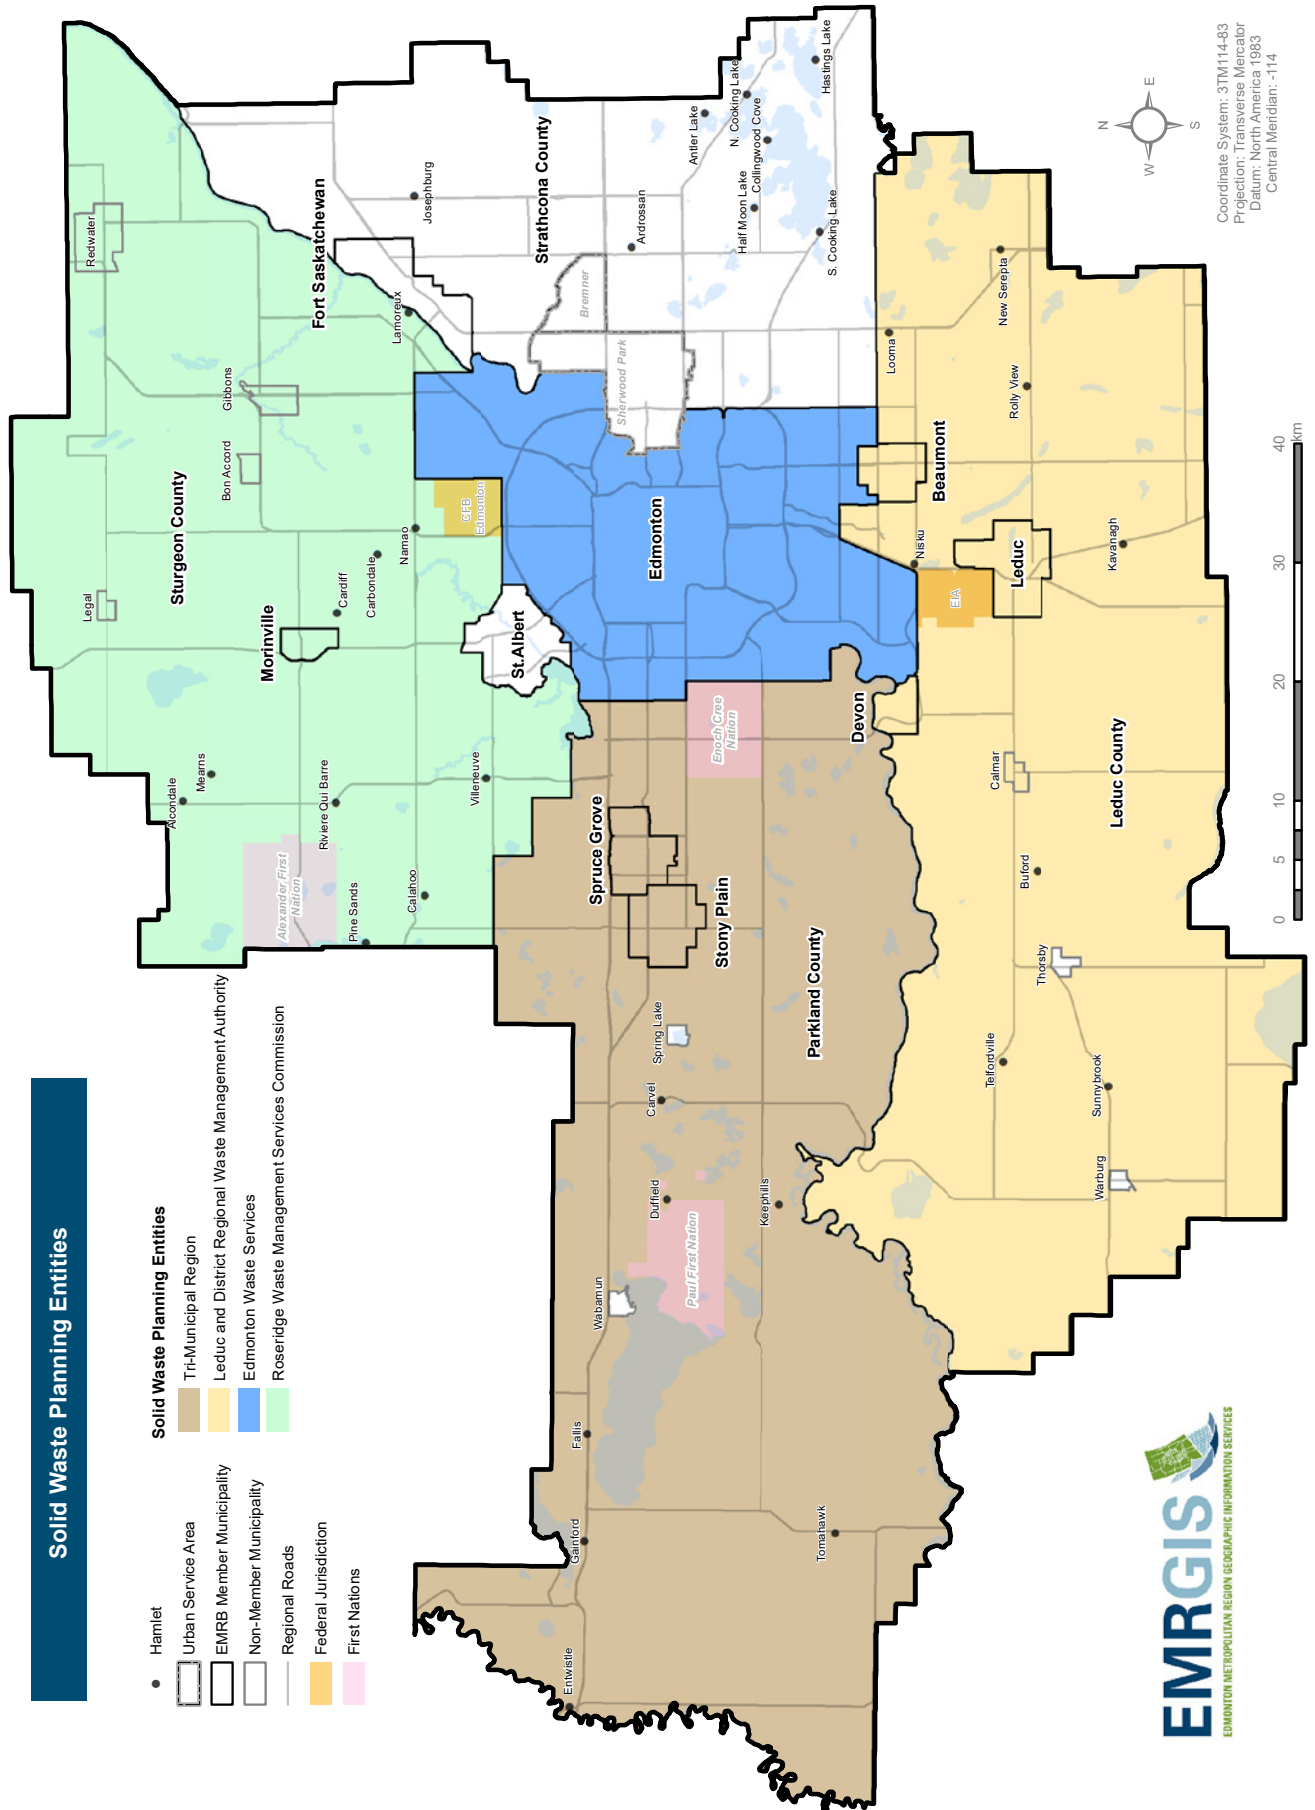 Solid Waste Planning Entities
Hamlet
Urban Service Area
EMRB Member Municipality
Non-Member Municipality
Regional Roads
Federal Jurisdiction
First Nations
Solid Waste Planning Entities
Tri-Municipal Region
Leduc and District Regional Waste Management Authority
Edmonton Waste Services
Roseridge Waste Management Services Commission
Redwater
Legal
Sturgeon County
Bon Accord
Gibbons
Alcondale
Mearns
Morinville
Cardiff
Carbondale
Namao
Alexander First
Nation
Riviere Qui Barre
Pine Sands
Calahoo
Villeneuve
Fort Saskatchewan
Lamoreux
Josephburg
CFB
Edmonton
St.Albert
Strathcona County
Bremner
Ardrossan
Sherwood Park
Antler Lake
N. Cooking Lake
Half Moon Lake
Collingwood Cove
Hastings Lake
S. Cooking Lake
Edmonton
Entwistle
Gainford
Fallis
Wabamun
Duffield
Carvel
Spring Lake
Spruce Grove
Stony Plain
Enoch Cree
Nation
Paul First Nation
Keephills
Parkland County
Tomahawk
Devon
Looma
Beaumont
Nisku
EIA
Leduc
New Serepta
Rolly View
Kavanagh
Calmar
Leduc County
Buford
Thorsby
Telfordville
Sunnybrook
Warburg
N
W
E
S
Coordinate System: 3TM114-83
Projection: Transverse Mercator
Datum: North America 1983
Central Meridian: -114
0 5 10 20 30 40
km
EMRGIS
EDMONTON METROPOLITAN REGION GEOGRAPHIC INFORMATION SERVICES